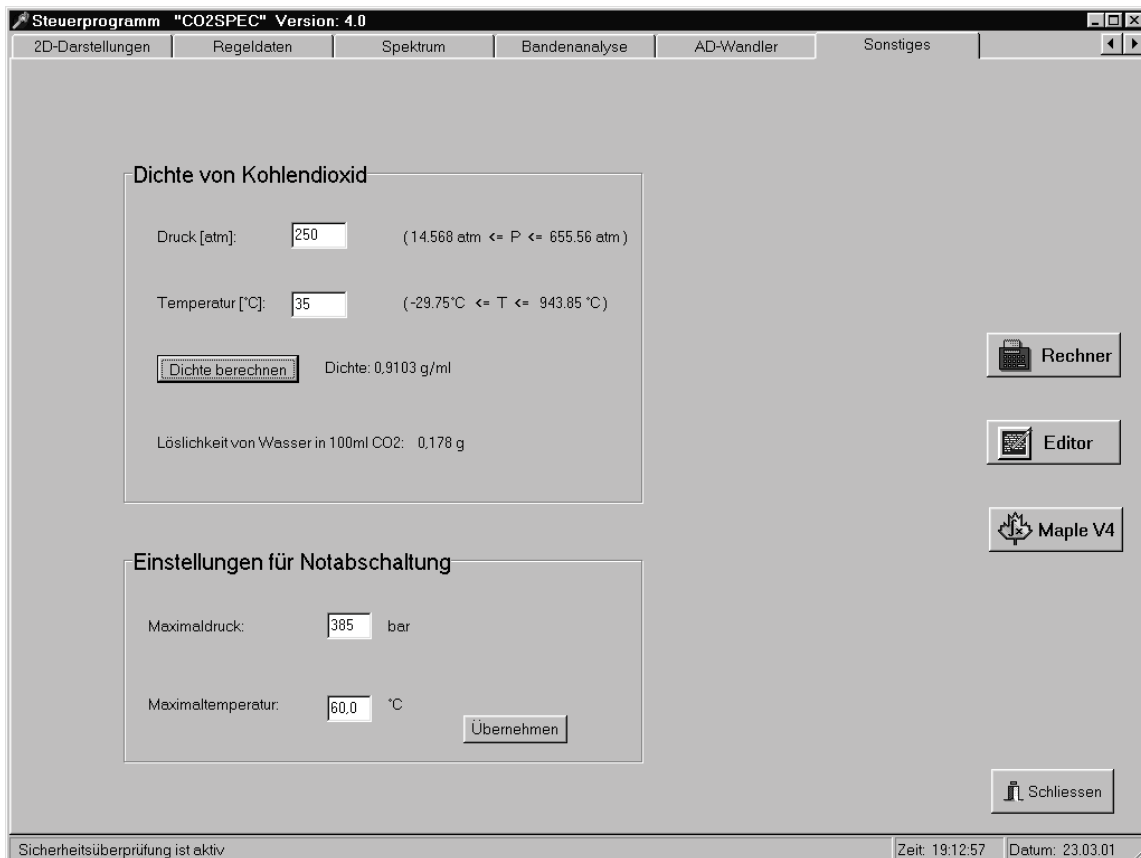 Steuerprogramm "CO2SPEC" Version: 4.0
2D-Darstellungen Regeldaten Spektrum Bandenanalyse AD-Wandler Sonstiges
Dichte von Kohlendioxid
Druck [atm]: 250 ( 14.568 atm <= P <= 655.56 atm )
Temperatur [°C]: 35 ( -29.75°C <= T <= 943.85 °C )
Dichte berechnen Dichte: 0,9103 g/ml
Löslichkeit von Wasser in 100ml CO2: 0,178 g
Rechner
Editor
Maple V4
Einstellungen für Notabschaltung
Maximaldruck: 385 bar
Maximaltemperatur: 60,0 °C
Übernehmen
Schliessen
Sicherheitsüberprüfung ist aktiv Zeit: 19:12:57 Datum: 23.03.01